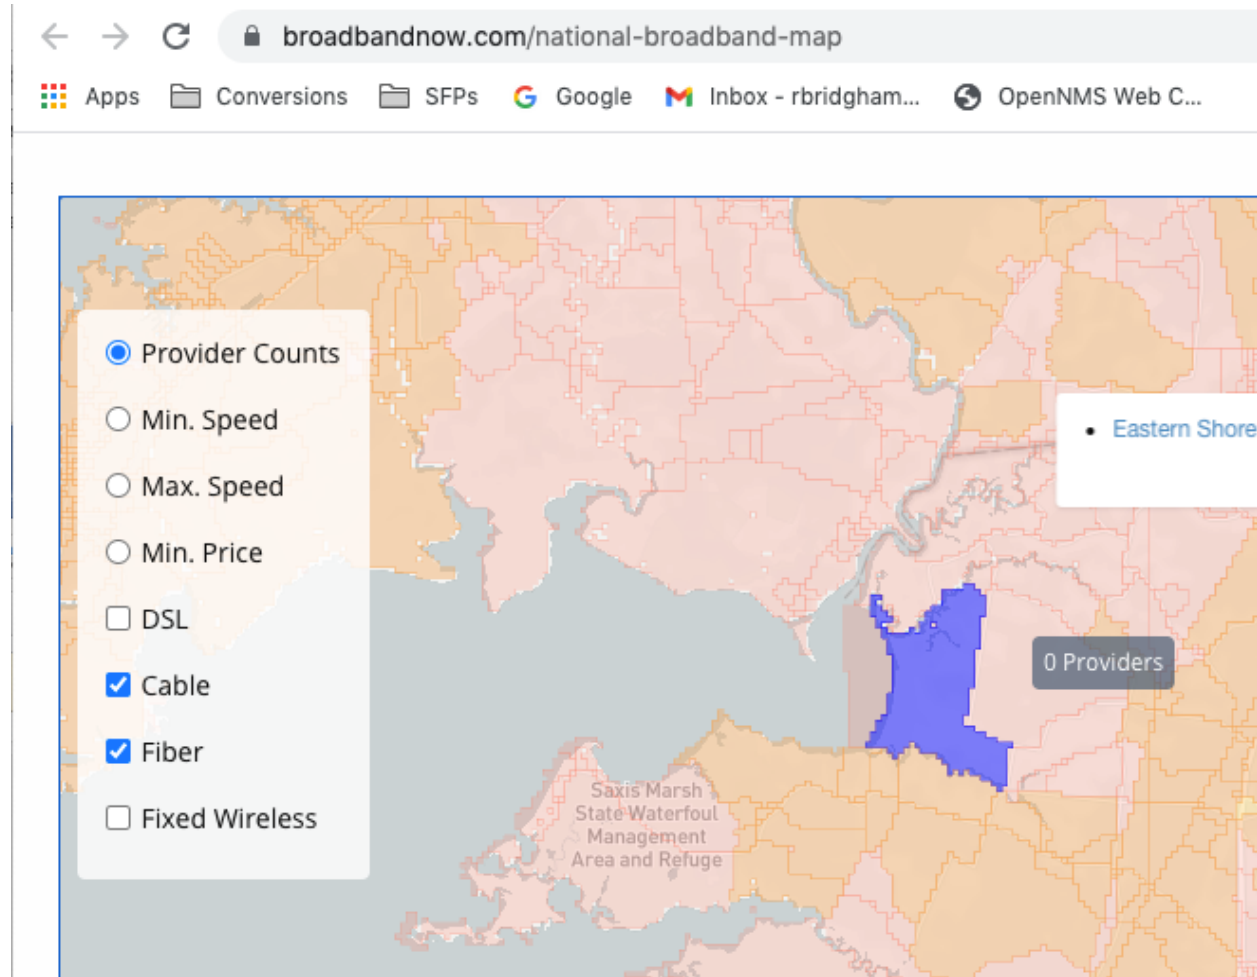 broadbandnow.com/national-broadband-map
Apps Conversions SFPs Google Inbox - rbridgham... OpenNMS Web C...
Provider Counts
Min. Speed
Max. Speed
Min. Price
DSL
Cable
Fiber
Fixed Wireless
Eastern Shore
0 Providers
Saxis Marsh
State Waterfoul
Management
Area and Refuge